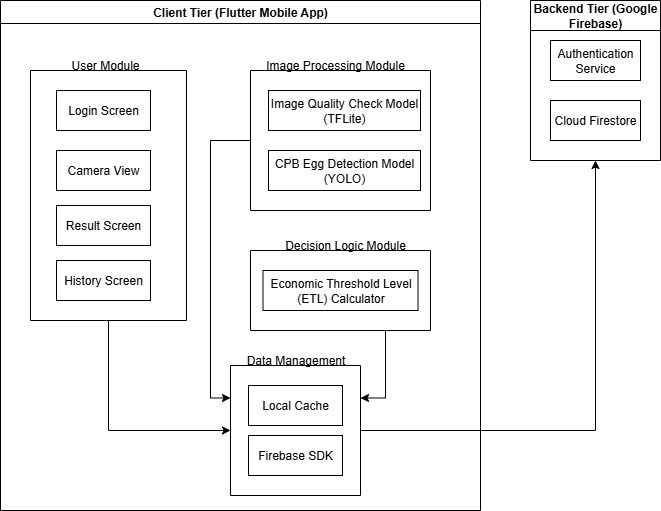 Client Tier (Flutter Mobile App)
User Module
Login Screen
Camera View
Result Screen
History Screen
Image Processing Module
Image Quality Check Model
(TFLite)
CPB Egg Detection Model
(YOLO)
Decision Logic Module
Economic Threshold Level
(ETL) Calculator
Data Management
Local Cache
Firebase SDK
Backend Tier (Google
Firebase)
Authentication
Service
Cloud Firestore